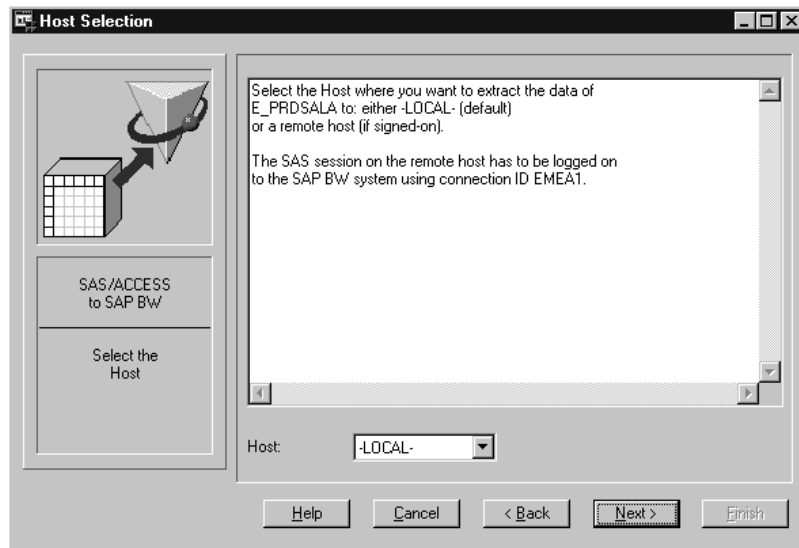 Host Selection
Select the Host where you want to extract the data of
E_PRDSALA to: either -LOCAL- (default)
or a remote host (if signed-on).
The SAS session on the remote host has to be logged on
to the SAP BW system using connection ID EMEA1.
SAS/ACCESS
to SAP BW
Select the
Host
Host:
-LOCAL-
Help
Cancel
< Back
Next >
Finish